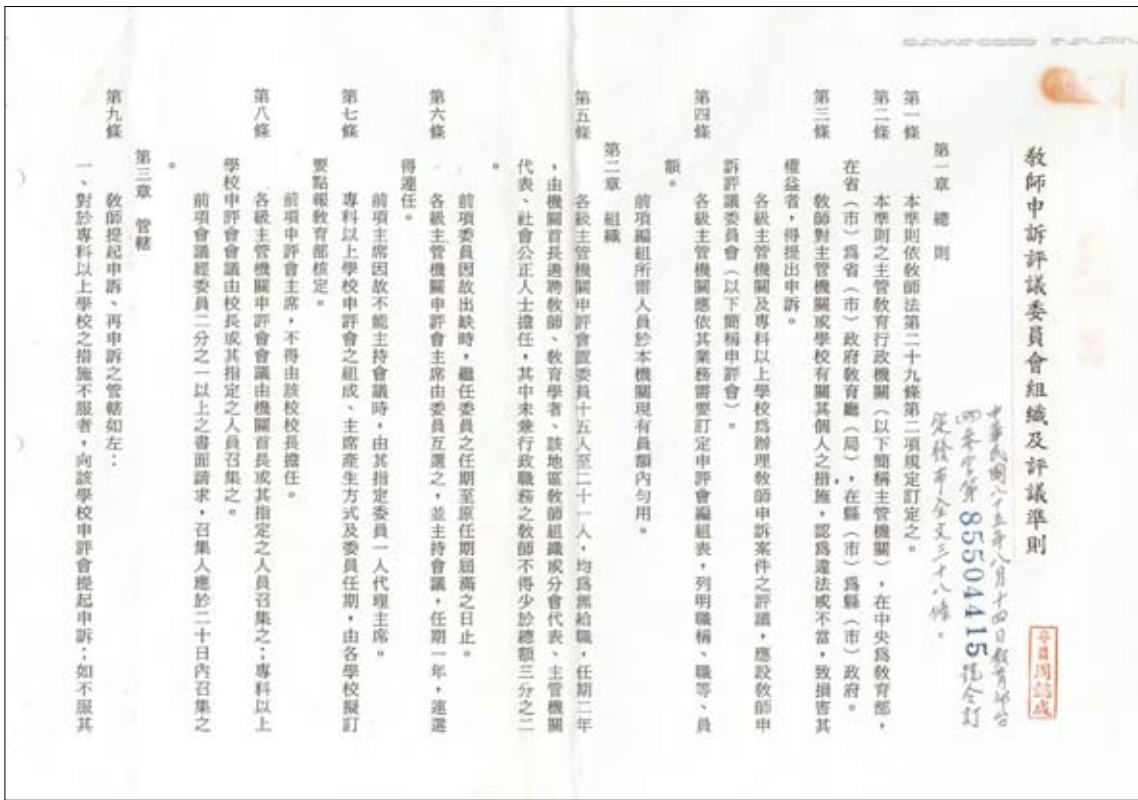 教師申訴評議委員會組織及評議準則
中華民國八十五年八月十四日教育部台
85504415號令訂
定發布全文三十八條。
專員周懿成
第一章 總 則
第一條 本準則依教師法第二十九條第二項規定訂定之。
第二條 本準則之主管教育行政機關（以下簡稱主管機關），在中央爲教育部，
在省（市）爲省（市）政府教育廳（局），在縣（市）爲縣（市）政府。
第三條 教師對主管機關或學校有關其個人之措施，認爲違法或不當，致損害其
權益者，得提出申訴。
第四條 各級主管機關及專科以上學校爲辦理教師申訴案件之評議，應設教師申
訴評議委員會（以下簡稱申評會）。
各級主管機關應依其業務需要訂定申評會編組表，列明職稱、職等、員
額。
前項編組所需人員於本機關現有員額內勻用。
第二章 組織
第五條 各級主管機關申評會置委員十五人至二十一人，均爲無給職，任期二年
，由機關首長遴聘教師、教育學者、該地區教師組織或分會代表、主管機關
代表、社會公正人士擔任，其中未兼行政職務之教師不得少於總額三分之二
。
前項委員因故出缺時，繼任委員之任期至原任期屆滿之日止。
第六條 各級主管機關申評會主席由委員互選之，並主持會議，任期一年，連選
得連任。
前項主席因故不能主持會議時，由其指定委員一人代理主席。
第七條 專科以上學校申評會之組成、主席產生方式及委員任期，由各學校擬訂
要點報教育部核定。
前項申評會主席，不得由該校校長擔任。
第八條 各級主管機關申評會會議由機關首長或其指定之人員召集之；專科以上
學校申評會會議由校長或其指定之人員召集之。
前項會議經委員二分之一以上之書面請求，召集人應於二十日內召集之
。
第三章 管轄
第九條 教師提起申訴、再申訴之管轄如左：
一、對於專科以上學校之措施不服者，向該學校申評會提起申訴；如不服其